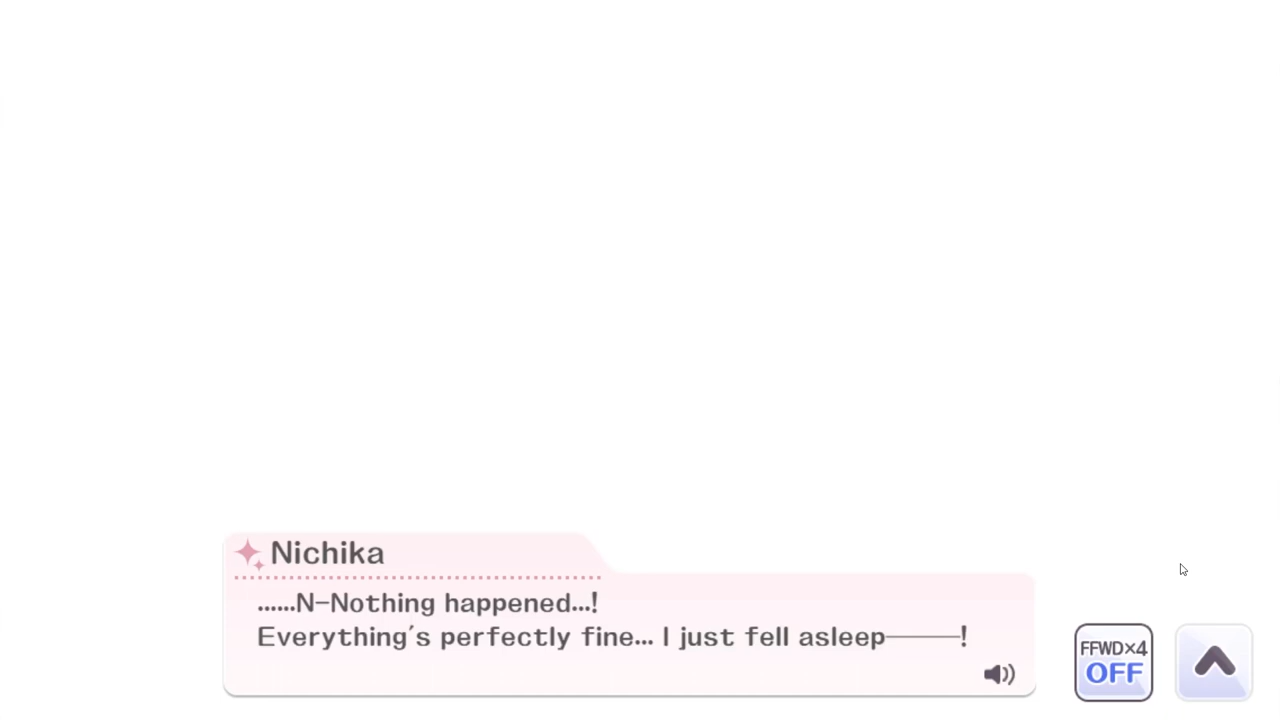 Nichika
......N-Nothing happened...!
Everything's perfectly fine... I just fell asleep———!
FFWD×4
OFF